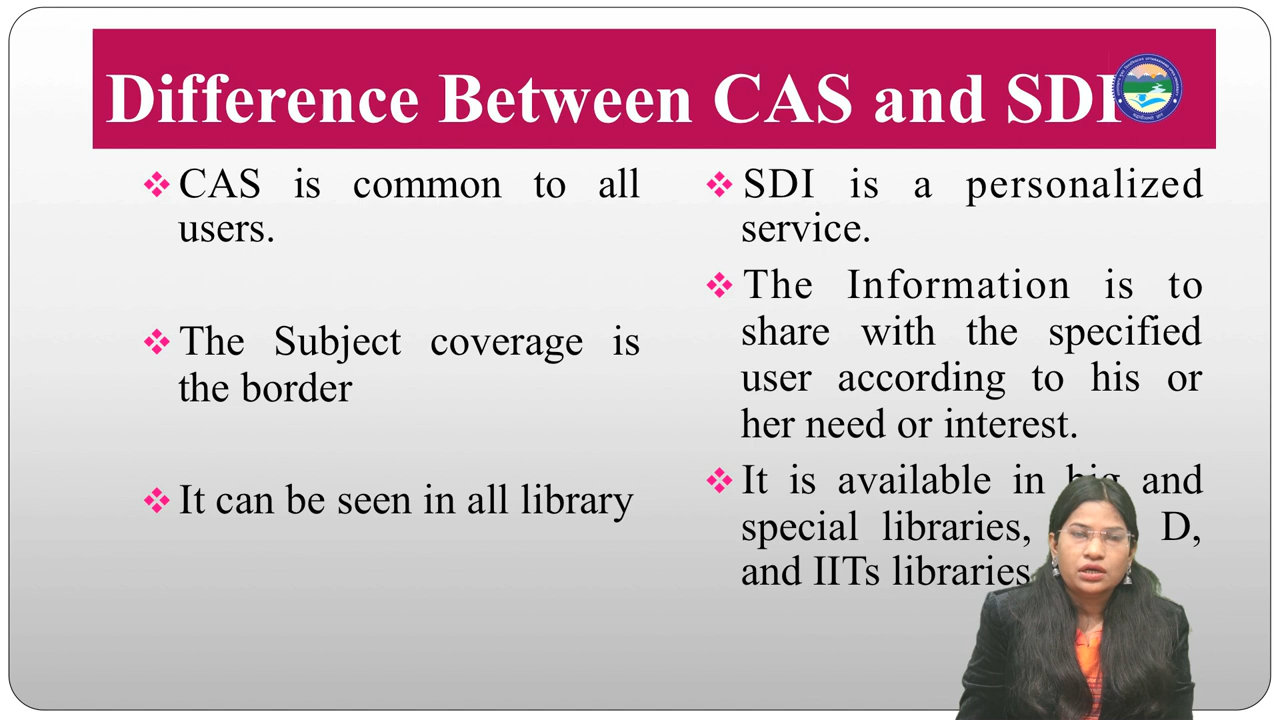 Difference Between CAS and SDI
❖ CAS is common to all
users.
❖ The Subject coverage is
the border
❖ It can be seen in all library
❖ SDI is a personalized
service.
❖ The Information is to
share with the specified
user according to his or
her need or interest.
❖ It is available in big and
special libraries, D,
and IITs libraries